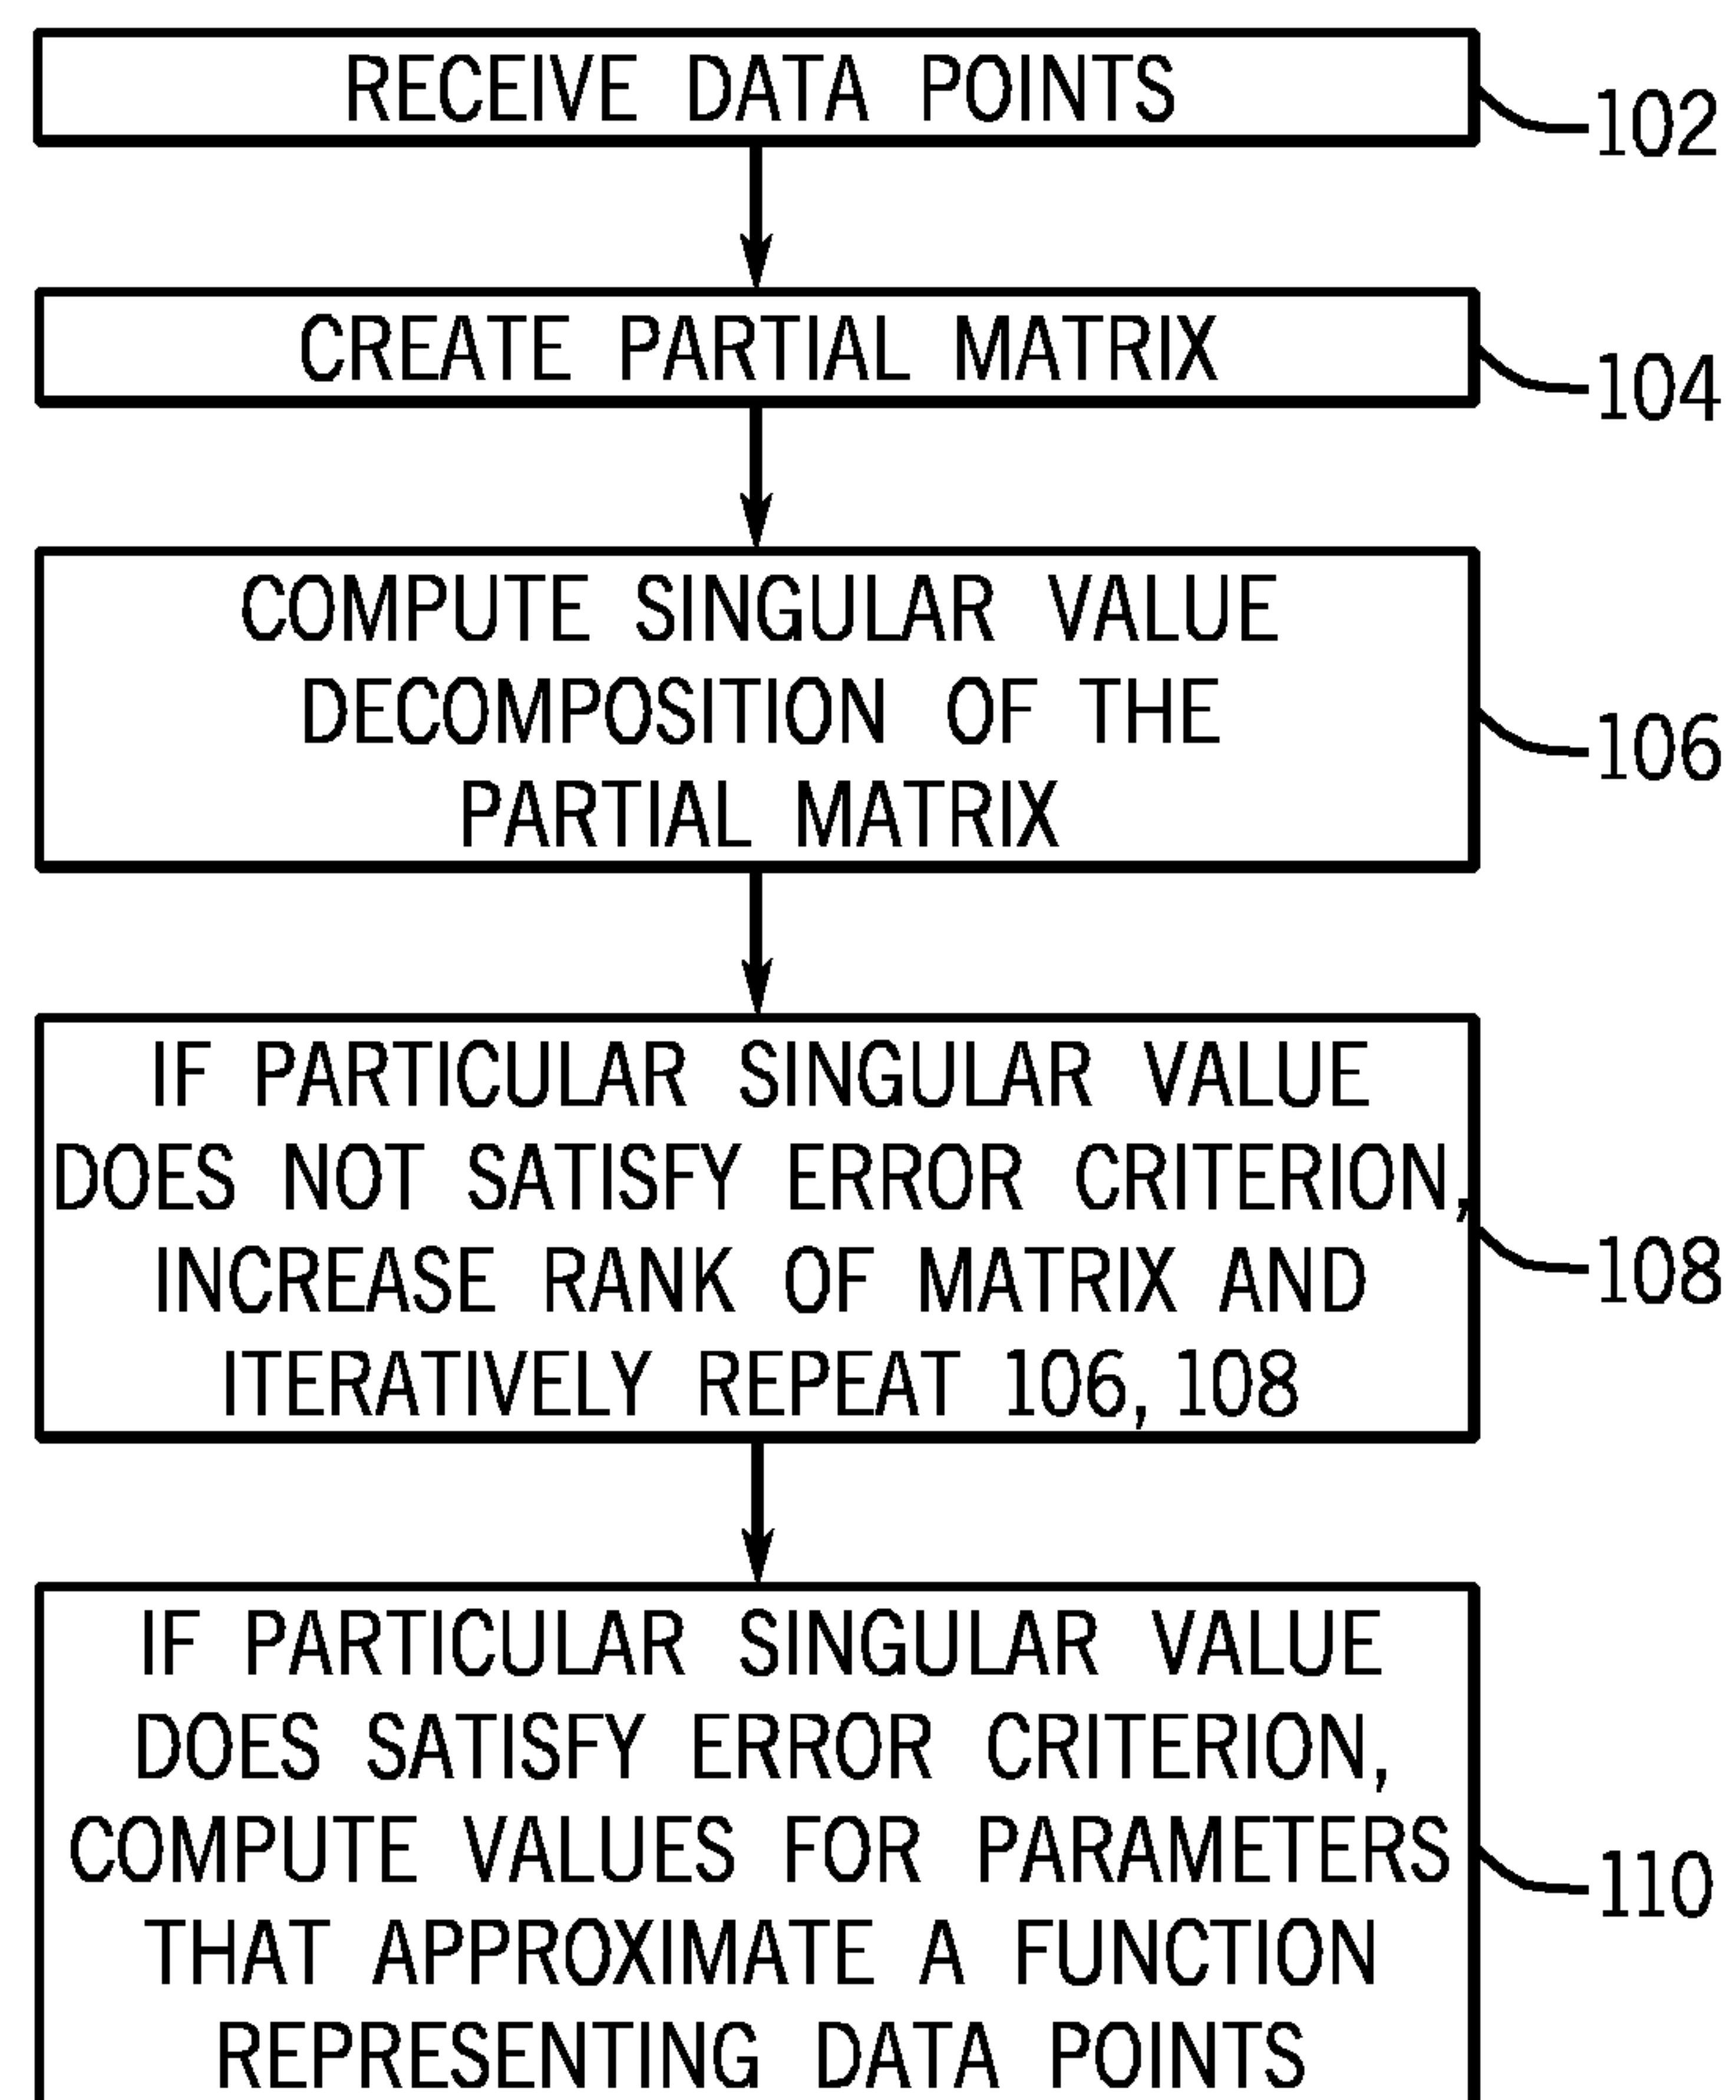 RECEIVE DATA POINTS
102
CREATE PARTIAL MATRIX
104
COMPUTE SINGULAR VALUE
DECOMPOSITION OF THE
PARTIAL MATRIX
106
IF PARTICULAR SINGULAR VALUE
DOES NOT SATISFY ERROR CRITERION,
INCREASE RANK OF MATRIX AND
ITERATIVELY REPEAT 106, 108
108
IF PARTICULAR SINGULAR VALUE
DOES SATISFY ERROR CRITERION,
COMPUTE VALUES FOR PARAMETERS
THAT APPROXIMATE A FUNCTION
REPRESENTING DATA POINTS
110